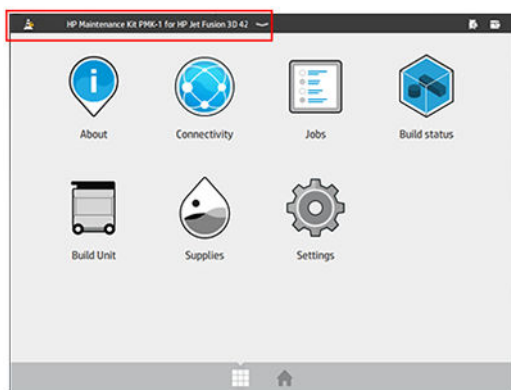 HP Maintenance Kit PMK-1 for HP Jet Fusion 3D 42
About
Connectivity
Jobs
Build status
Build Unit
Supplies
Settings